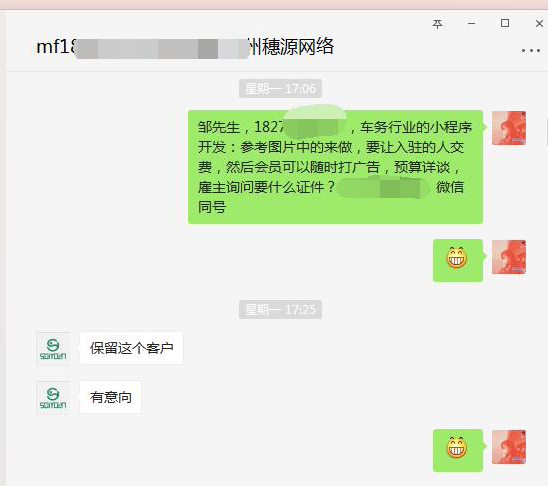 mf18 州穗源网络
星期一 17:06
邹先生，1827 ，车务行业的小程序
开发：参考图片中的来做，要让入驻的人交
费，然后会员可以随时打广告，预算详谈，
雇主询问要什么证件？ 微信
同号
星期一 17:25
SOIYUAN
保留这个客户
SOIYUAN
有意向